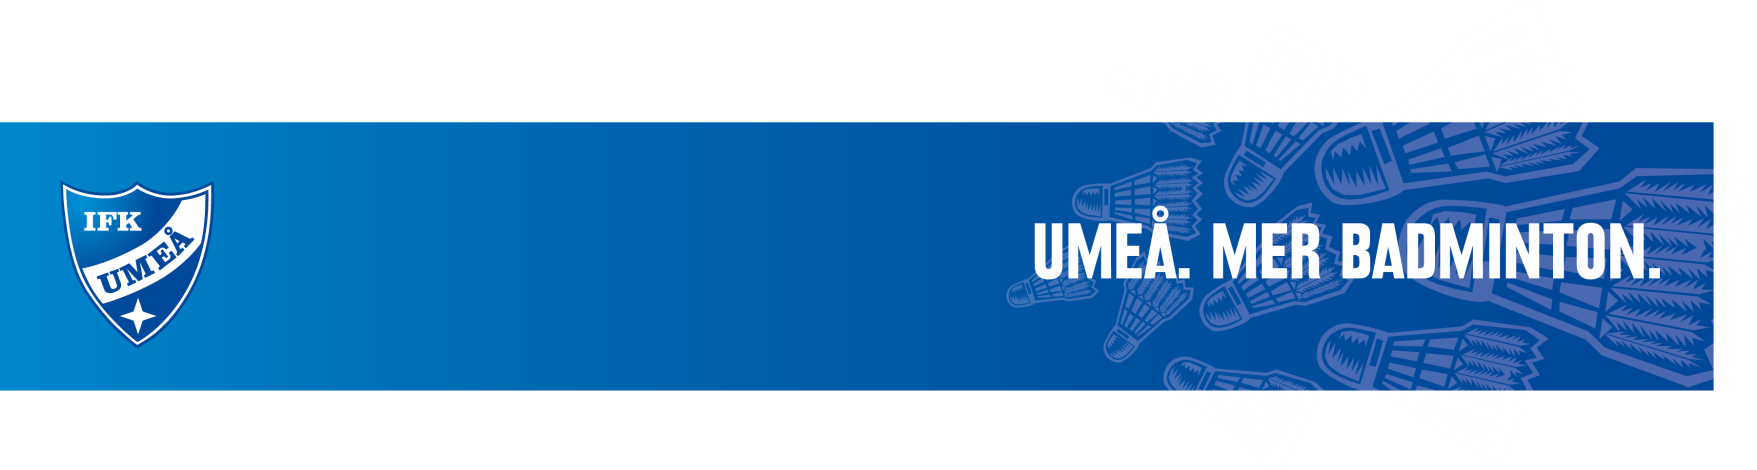 IFK
UMEÅ
UMEÅ. MER BADMINTON.